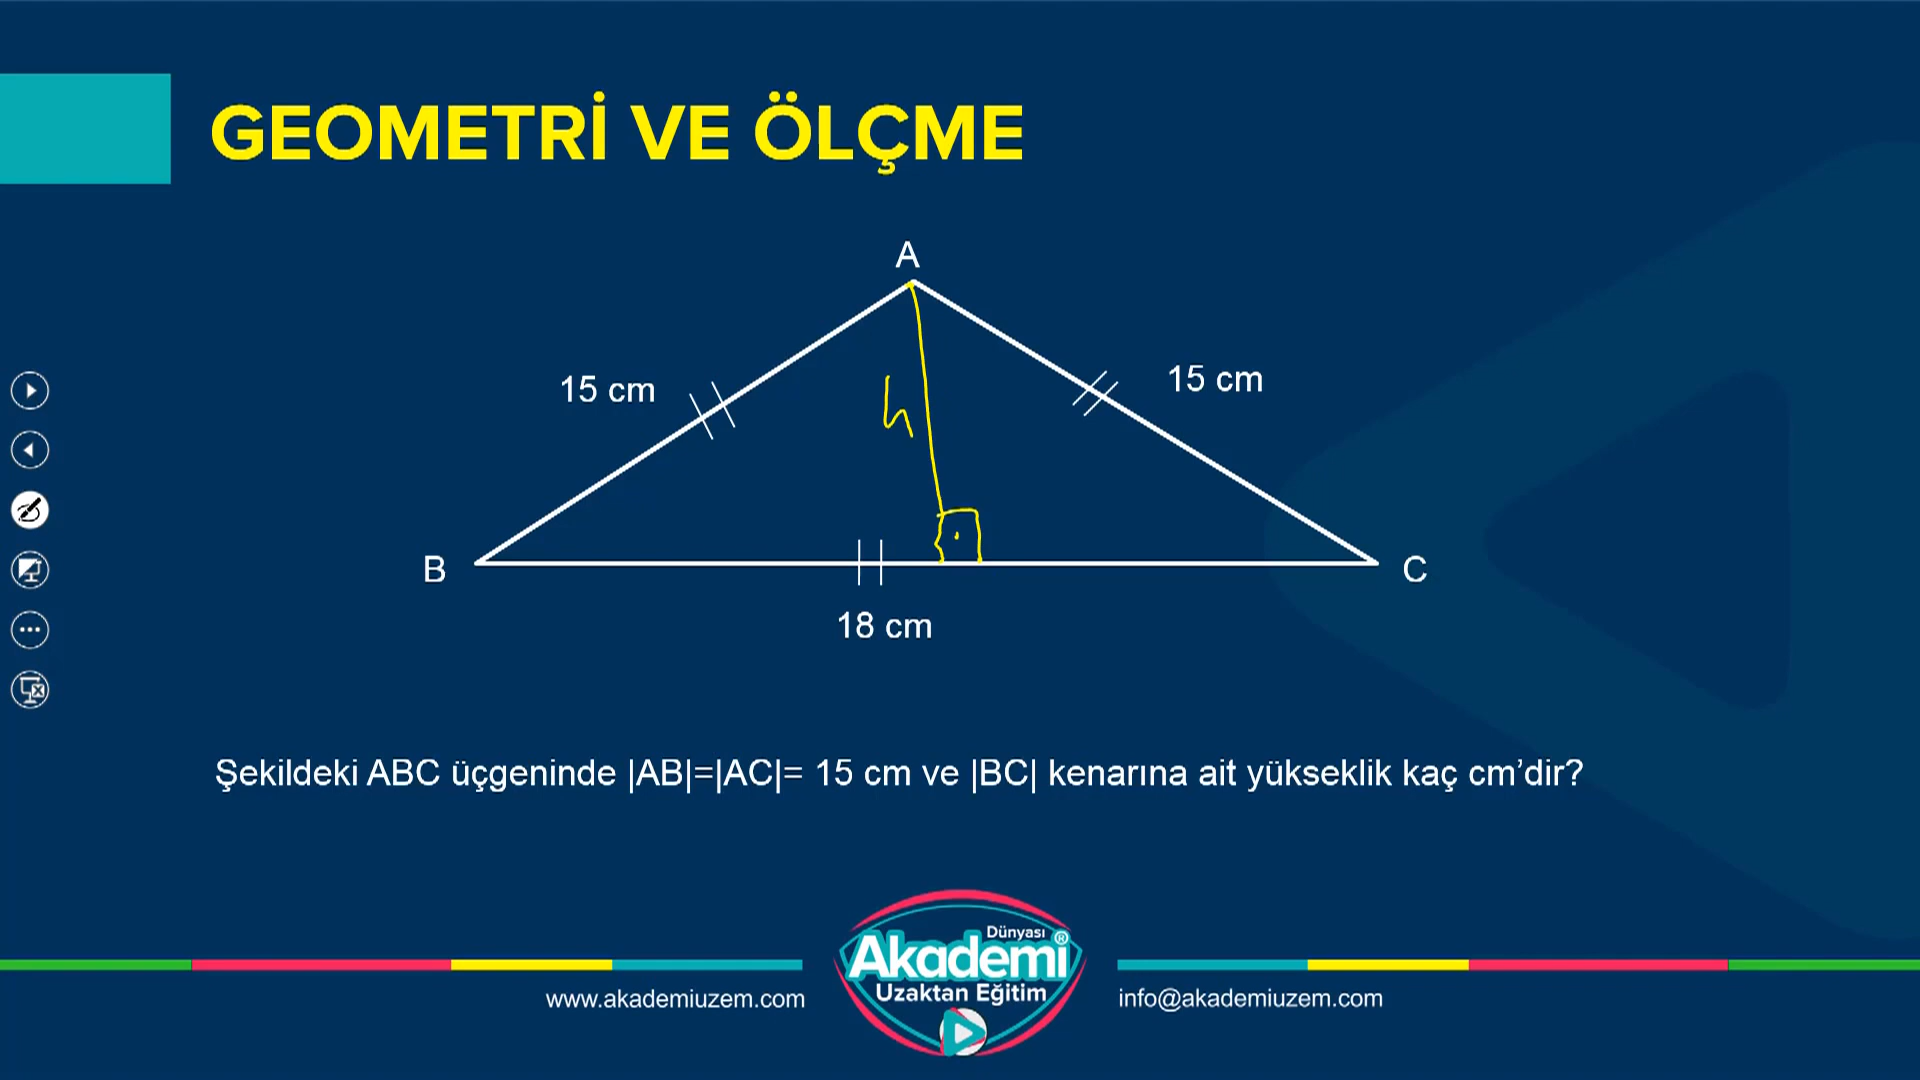 GEOMETRİ VE ÖLÇME
A
15 cm
15 cm
h
B
C
18 cm
Şekildeki ABC üçgeninde |AB|=|AC|= 15 cm ve |BC| kenarına ait yükseklik kaç cm’dir?
Dünyası
Akademi®
Uzaktan Eğitim
www.akademiuzem.com
info@akademiuzem.com